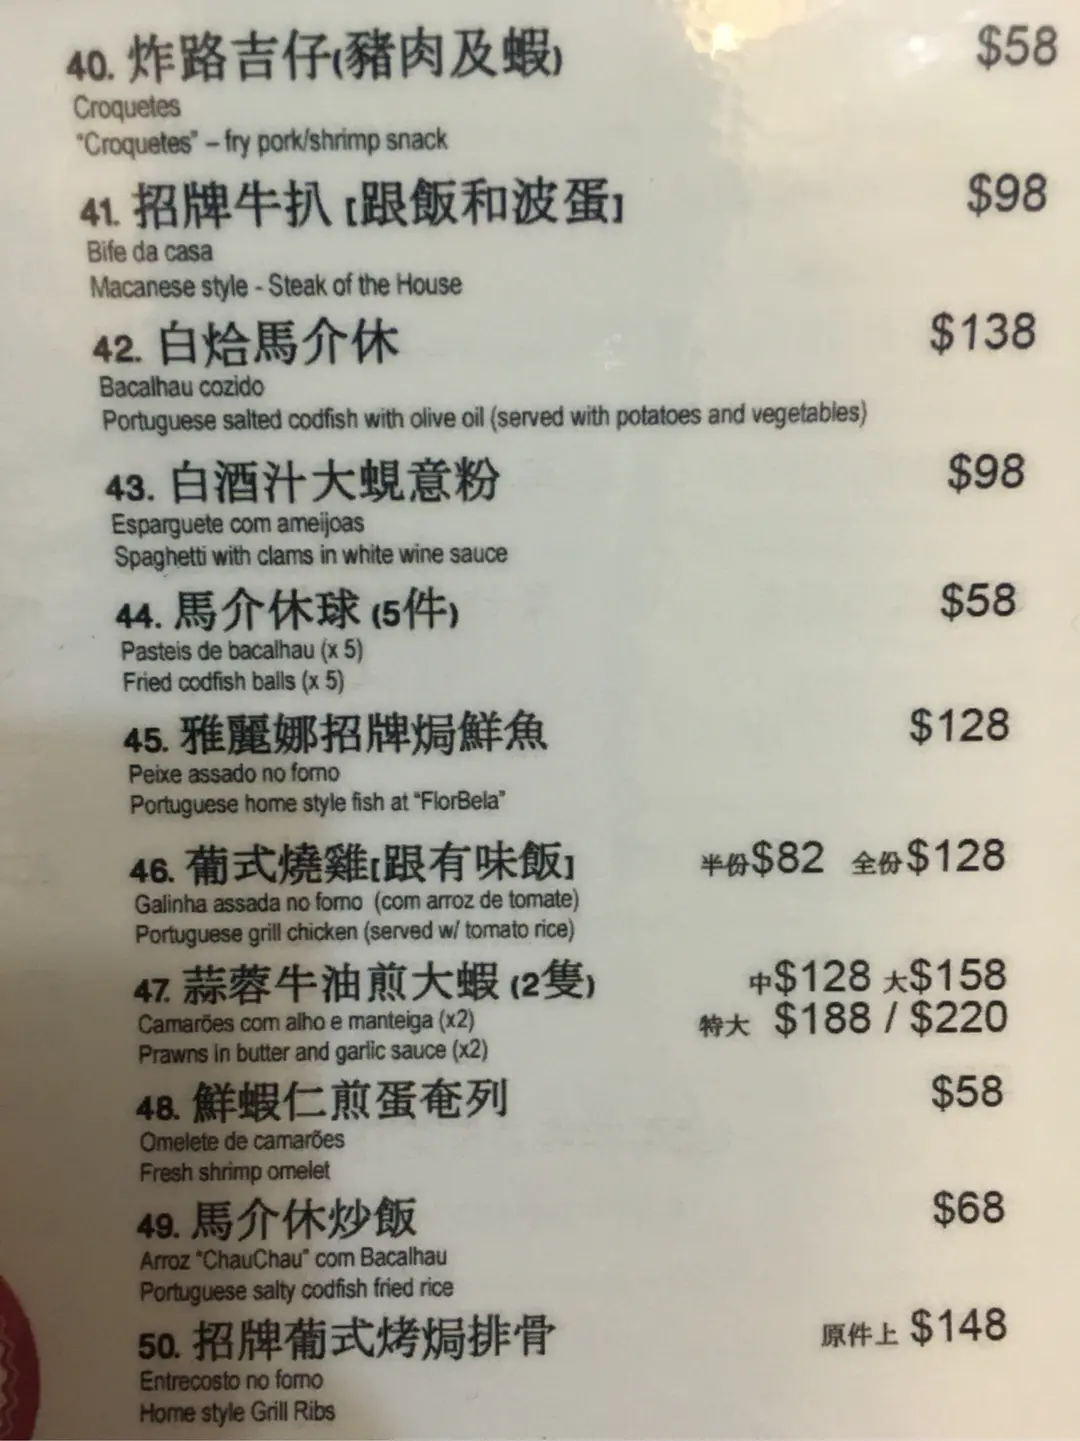 40. 炸路吉仔(豬肉及蝦) $58
Croquetes
“Croquetes” – fry pork/shrimp snack
41. 招牌牛扒 [跟飯和波蛋] $98
Bife da casa
Macanese style - Steak of the House
42. 白烚馬介休 $138
Bacalhau cozido
Portuguese salted codfish with olive oil (served with potatoes and vegetables)
43. 白酒汁大蜆意粉 $98
Esparguete com ameijoas
Spaghetti with clams in white wine sauce
44. 馬介休球 (5件) $58
Pasteis de bacalhau (x 5)
Fried codfish balls (x 5)
45. 雅麗娜招牌焗鮮魚 $128
Peixe assado no forno
Portuguese home style fish at “FlorBela”
46. 葡式燒雞[跟有味飯] 半份$82 全份$128
Galinha assada no forno (com arroz de tomate)
Portuguese grill chicken (served w/ tomato rice)
47. 蒜蓉牛油煎大蝦 (2隻) 中$128 大$158
特大 $188 / $220
Camarões com alho e manteiga (x2)
Prawns in butter and garlic sauce (x2)
48. 鮮蝦仁煎蛋奄列 $58
Omelete de camarões
Fresh shrimp omelet
49. 馬介休炒飯 $68
Arroz “ChauChau” com Bacalhau
Portuguese salty codfish fried rice
50. 招牌葡式烤焗排骨 原件上 $148
Entrecosto no forno
Home style Grill Ribs